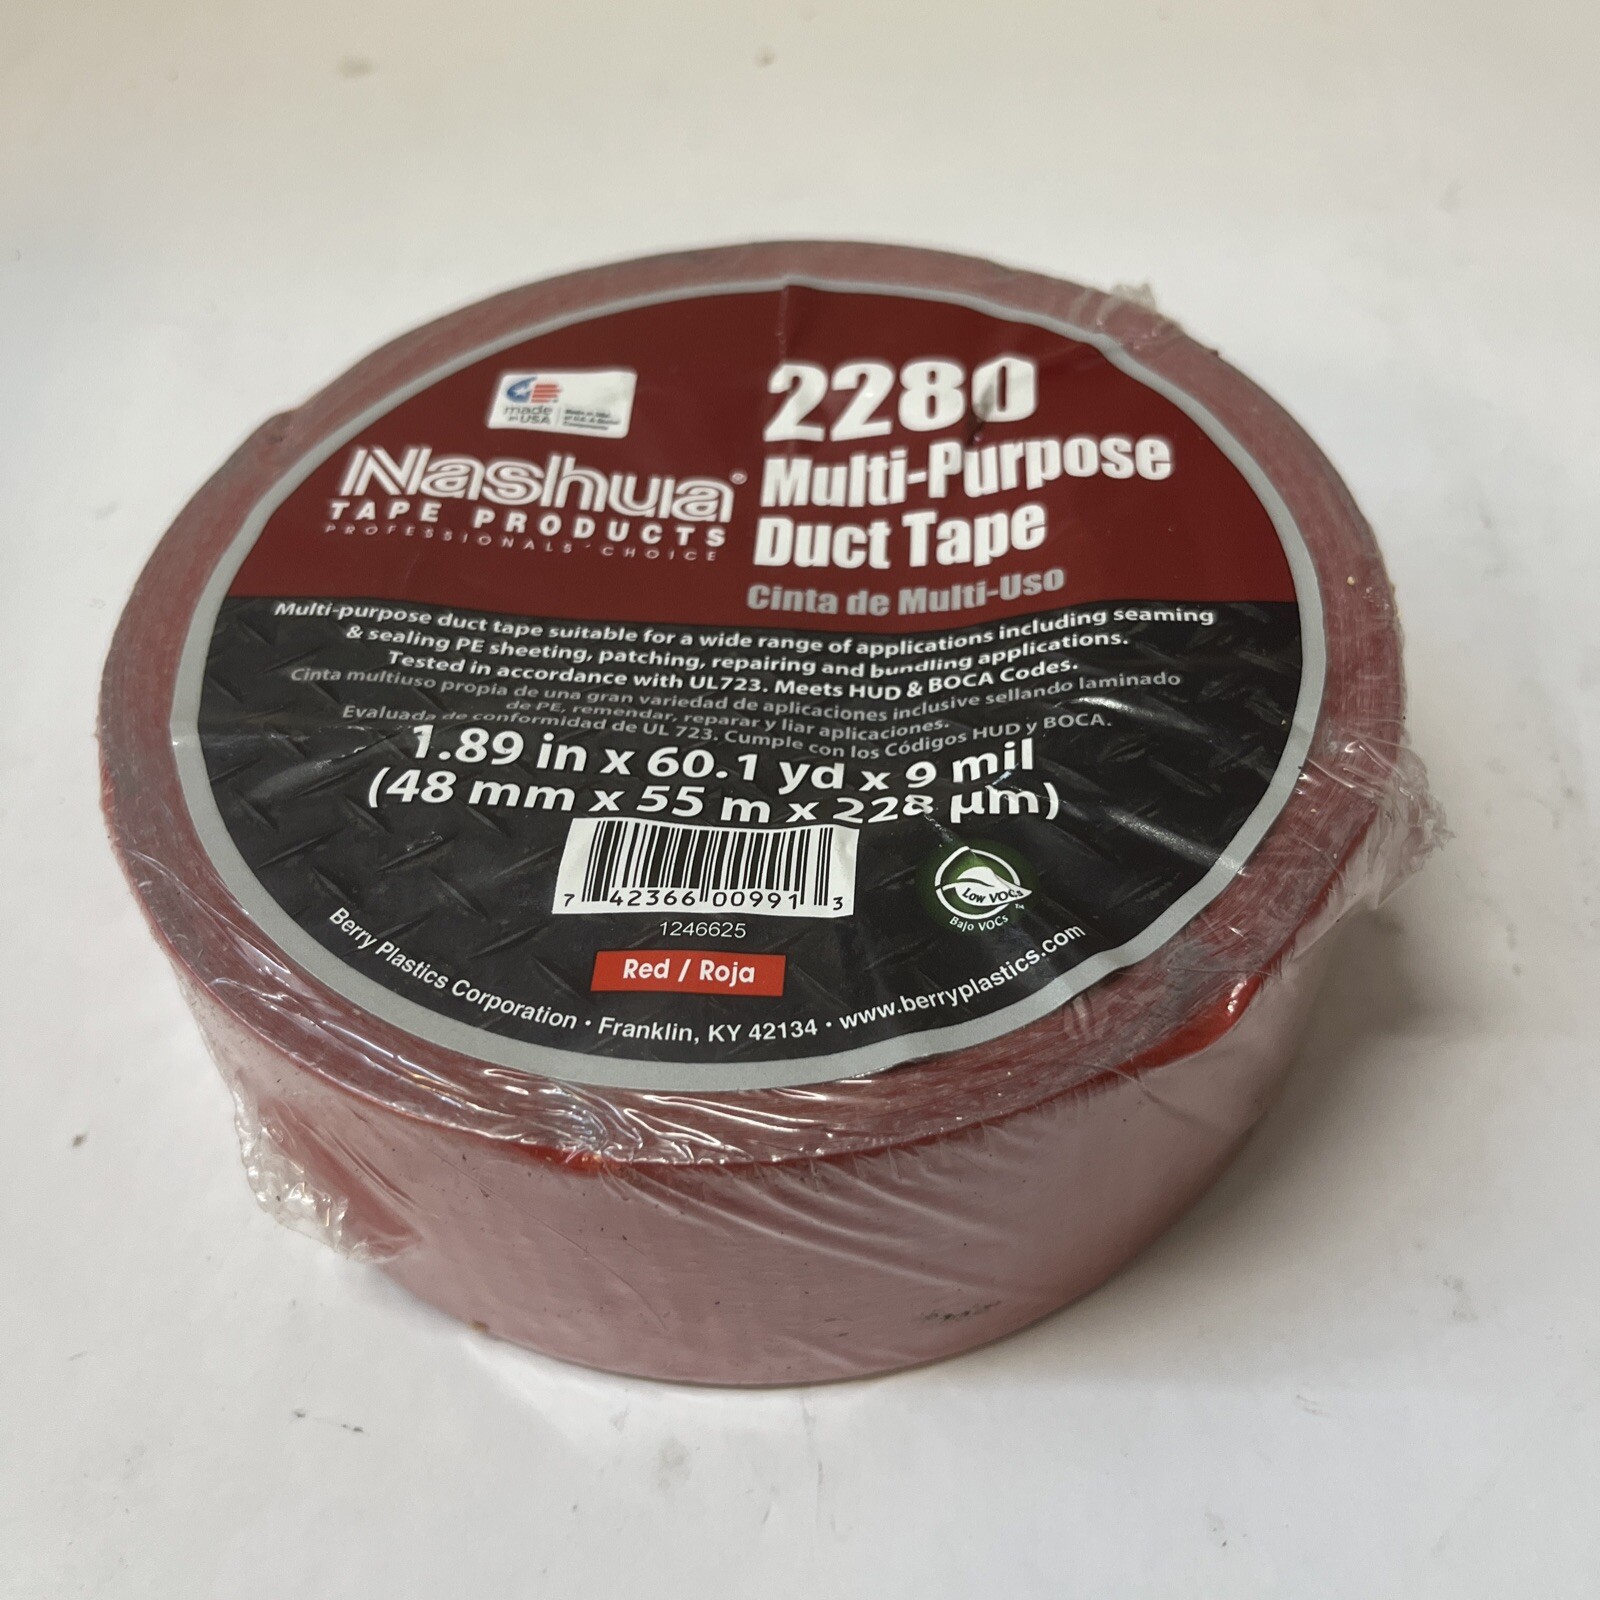 made
in USA
Nashua®
TAPE PRODUCTS
PROFESSIONALS' CHOICE
2280
Multi-Purpose
Duct Tape
Cinta de Multi-Uso
Multi-purpose duct tape suitable for a wide range of applications including seaming
& sealing PE sheeting, patching, repairing and bundling applications.
Tested in accordance with UL723. Meets HUD & BOCA Codes.
Cinta multiuso propia de una gran variedad de aplicaciones inclusive sellando laminado
de PE, remendar, reparar y liar aplicaciones.
Evaluada de conformidad de UL 723. Cumple con los Códigos HUD y BOCA.
1.89 in x 60.1 yd x 9 mil
(48 mm x 55 m x 228 µm)
7 42366 00991 3
1246625
Low VOCs™
Bajo VOCs
Red / Roja
Berry Plastics Corporation • Franklin, KY 42134 • www.berryplastics.com